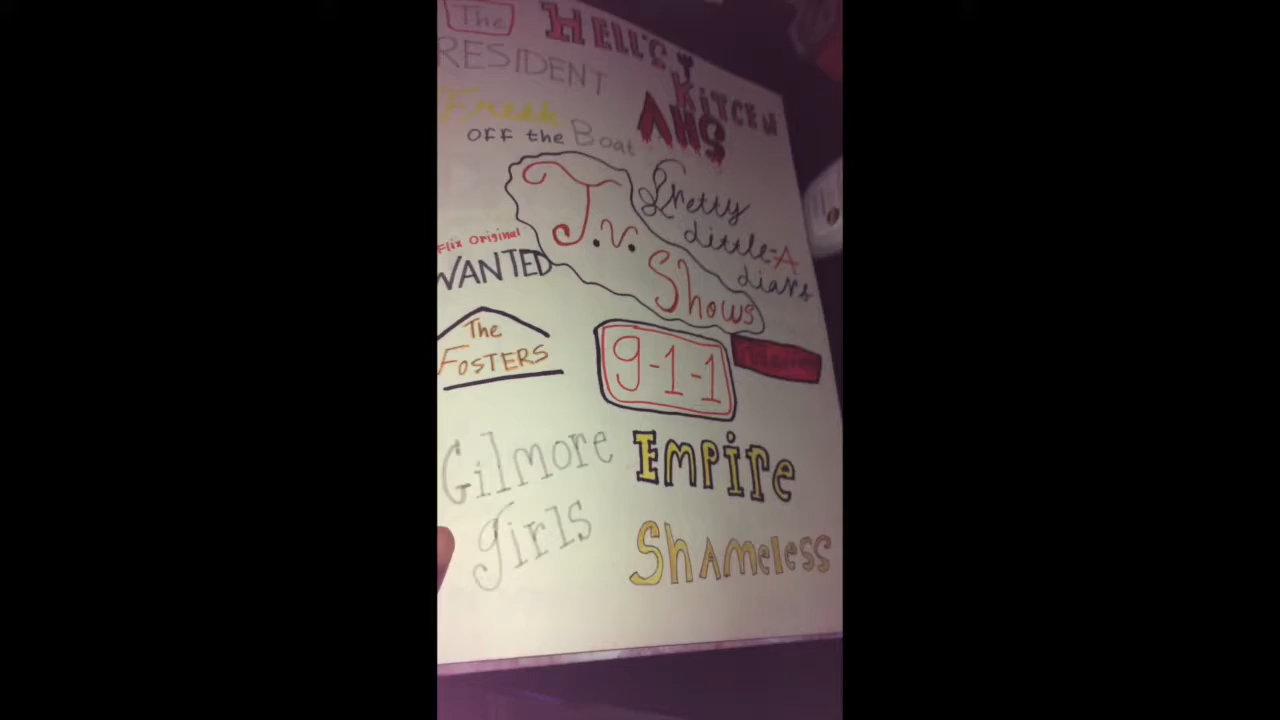 The
RESIDENT
HELL'S
KiTCEN
Fresh
OFF the Boat
AHS
T.V.
Shows
Pretty
Little-A
Liars
Flix Original
WANTED
The
FOSTERS
9-1-1
Gilmore
girls
EmPire
ShAmeless